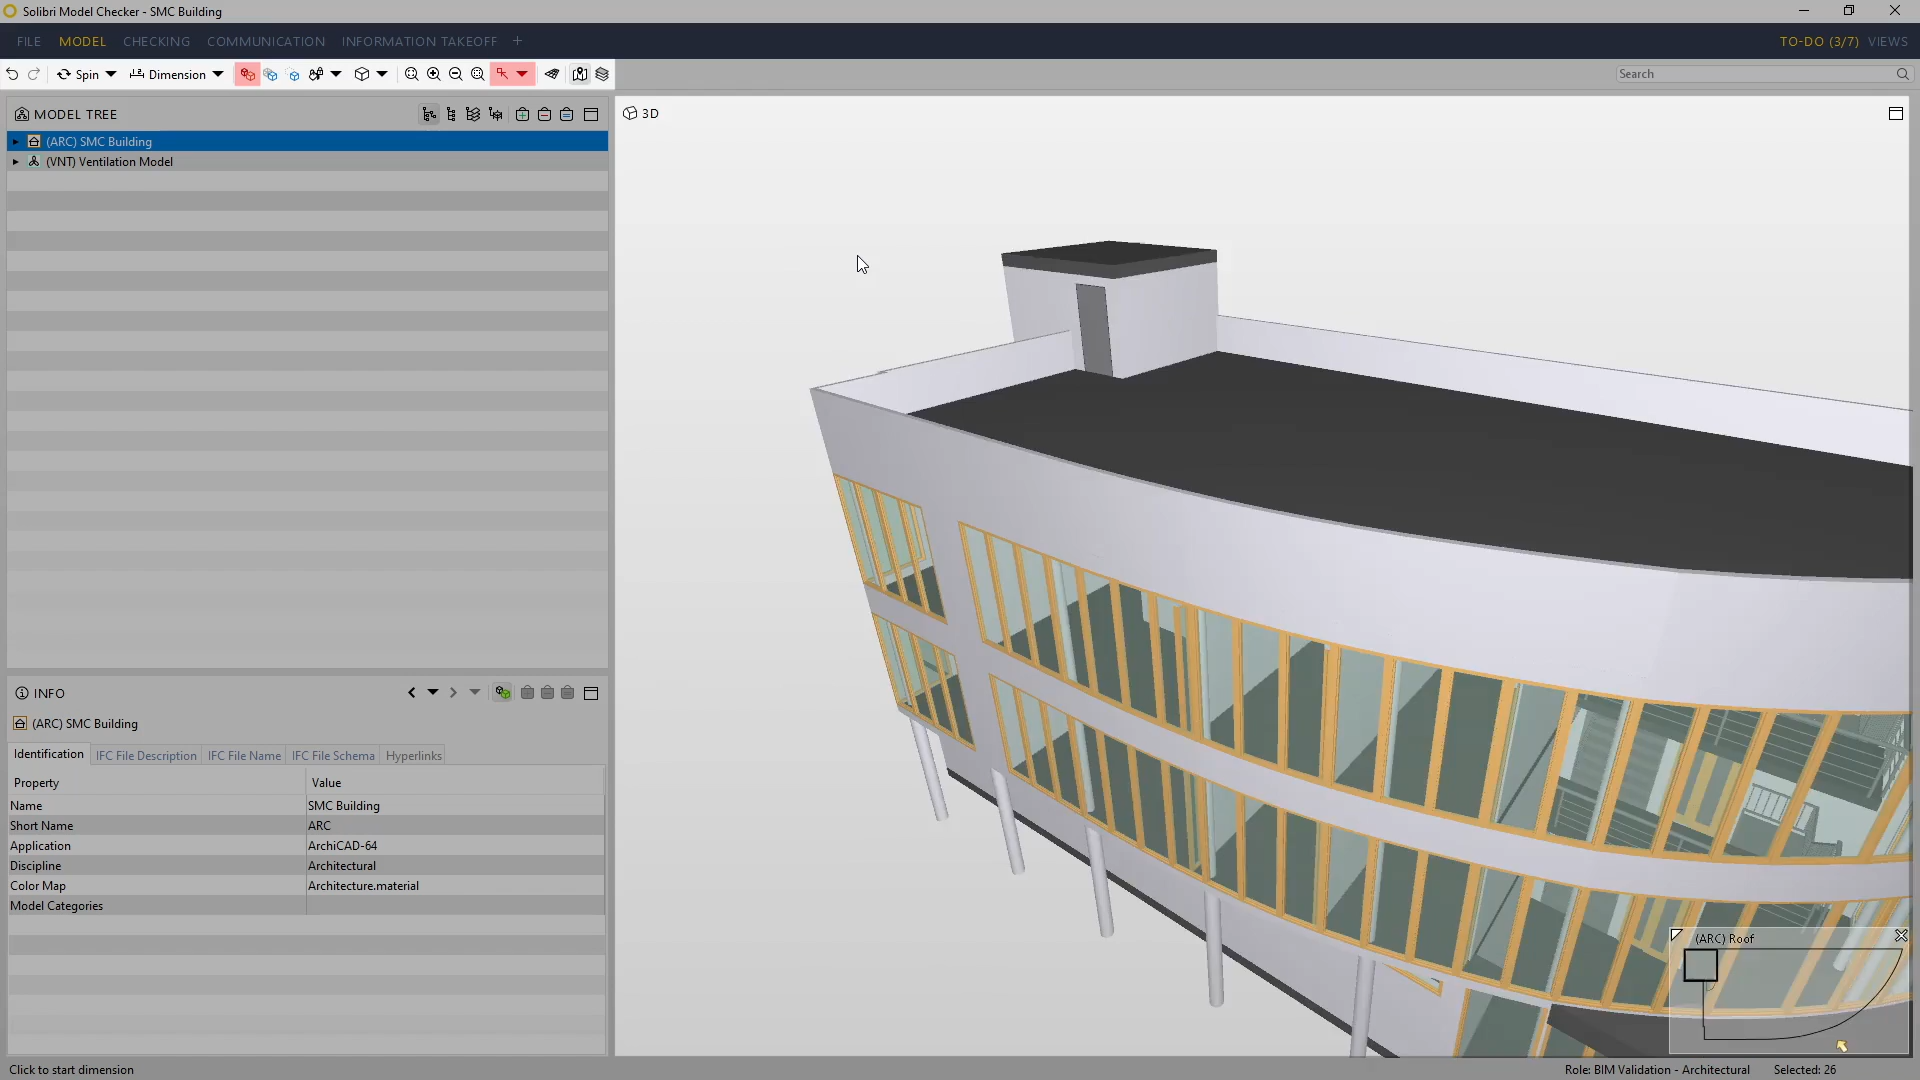 Solibri Model Checker - SMC Building
FILE MODEL CHECKING COMMUNICATION INFORMATION TAKEOFF + TO-DO (3/7) VIEWS
Spin Dimension Search
MODEL TREE
(ARC) SMC Building
(VNT) Ventilation Model
3D
INFO
(ARC) SMC Building
Identification IFC File Description IFC File Name IFC File Schema Hyperlinks
Property Value
Name SMC Building
Short Name ARC
Application ArchiCAD-64
Discipline Architectural
Color Map Architecture.material
Model Categories
(ARC) Roof
Click to start dimension Role: BIM Validation - Architectural Selected: 26